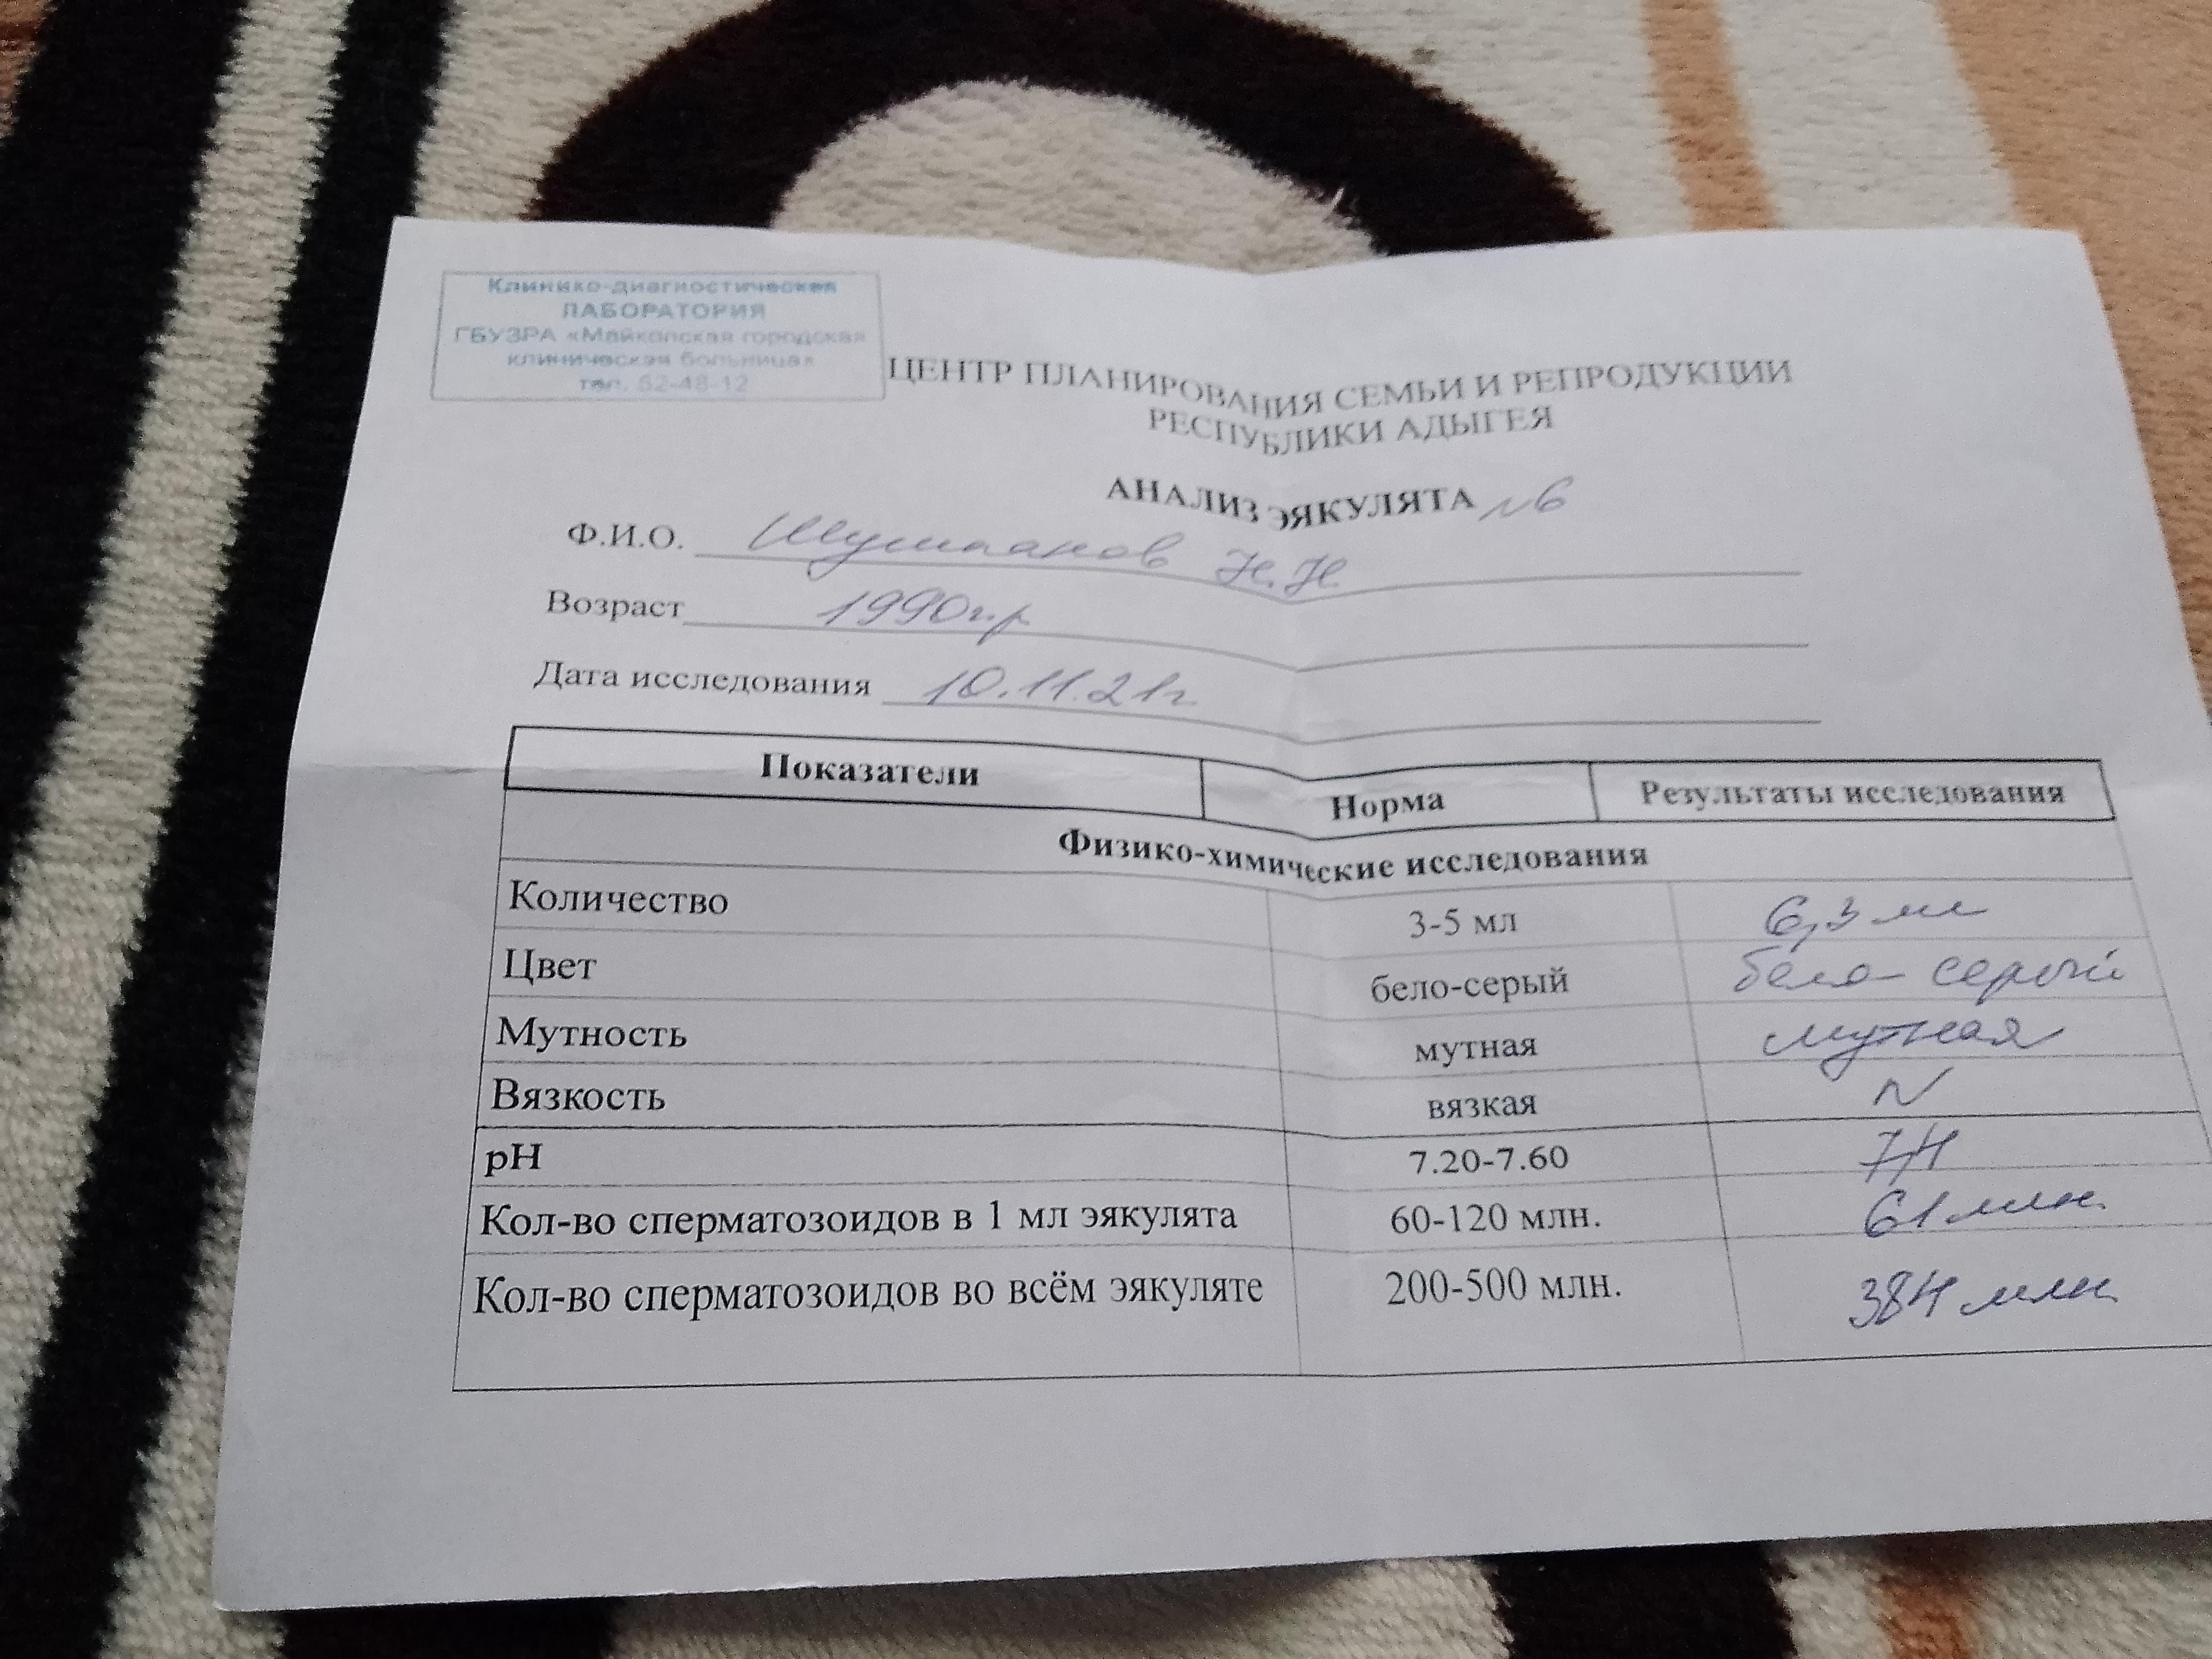 Клинико-диагностическая
ЛАБОРАТОРИЯ
ГБУЗРА «Майкопская городская
клиническая больница»
тел. 52-48-12
ЦЕНТР ПЛАНИРОВАНИЯ СЕМЬИ И РЕПРОДУКЦИИ
РЕСПУБЛИКИ АДЫГЕЯ
АНАЛИЗ ЭЯКУЛЯТА №6
Ф.И.О. Н.Н.
Возраст 1990г.р
Дата исследования 10.11.21г.
Показатели Норма Результаты исследования
Физико-химические исследования
Количество 3-5 мл 6,3 мл
Цвет бело-серый бело-серый
Мутность мутная мутная
Вязкость вязкая N
pH 7.20-7.60 7,4
Кол-во сперматозоидов в 1 мл эякулята 60-120 млн. 61 млн.
Кол-во сперматозоидов во всём эякуляте 200-500 млн. 384 млн.